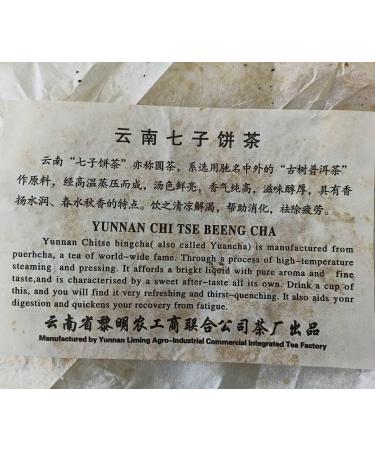 云南七子饼茶
云南“七子饼茶”亦称圆茶，系选用驰名中外的“古树普洱茶”
作原料，经高温蒸压而成，汤色鲜亮，香气纯高，滋味醇厚，具有香
扬水润、春水秋香的特点。饮之清凉解渴，帮助消化，祛除疲劳。
YUNNAN CHI TSE BEENG CHA
Yunnan Chitse bingcha( also called Yuancha) is manufactured from
puerhcha, a tea of world-wide fame. Through a process of high-temperature
steaming and pressing. It affords a bright liquid with pure aroma and fine
taste,and is characterised by a sweet after-taste all its own. Drink a cup of
this, and you will find it very refreshing and thirst-quenching. It also aids your
digestion and quickens your recovery from fatigue.
云南省黎明农工商联合公司茶厂出品
Manufactured by Yunnan Liming Agro-Industrial Commercial Integrated Tea Factory